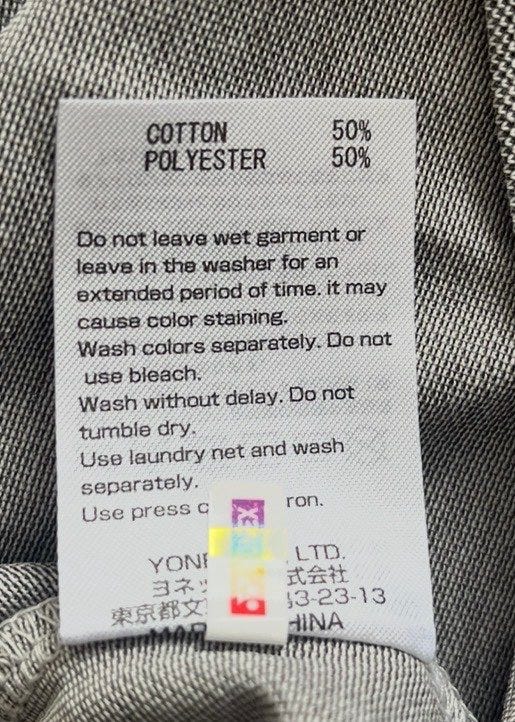 COTTON 50%
POLYESTER 50%
Do not leave wet garment or
leave in the washer for an
extended period of time. it may
cause color staining.
Wash colors separately. Do not
use bleach.
Wash without delay. Do not
tumble dry.
Use laundry net and wash
separately.
Use press
LTD.
式会社
東京都文 3-23-13